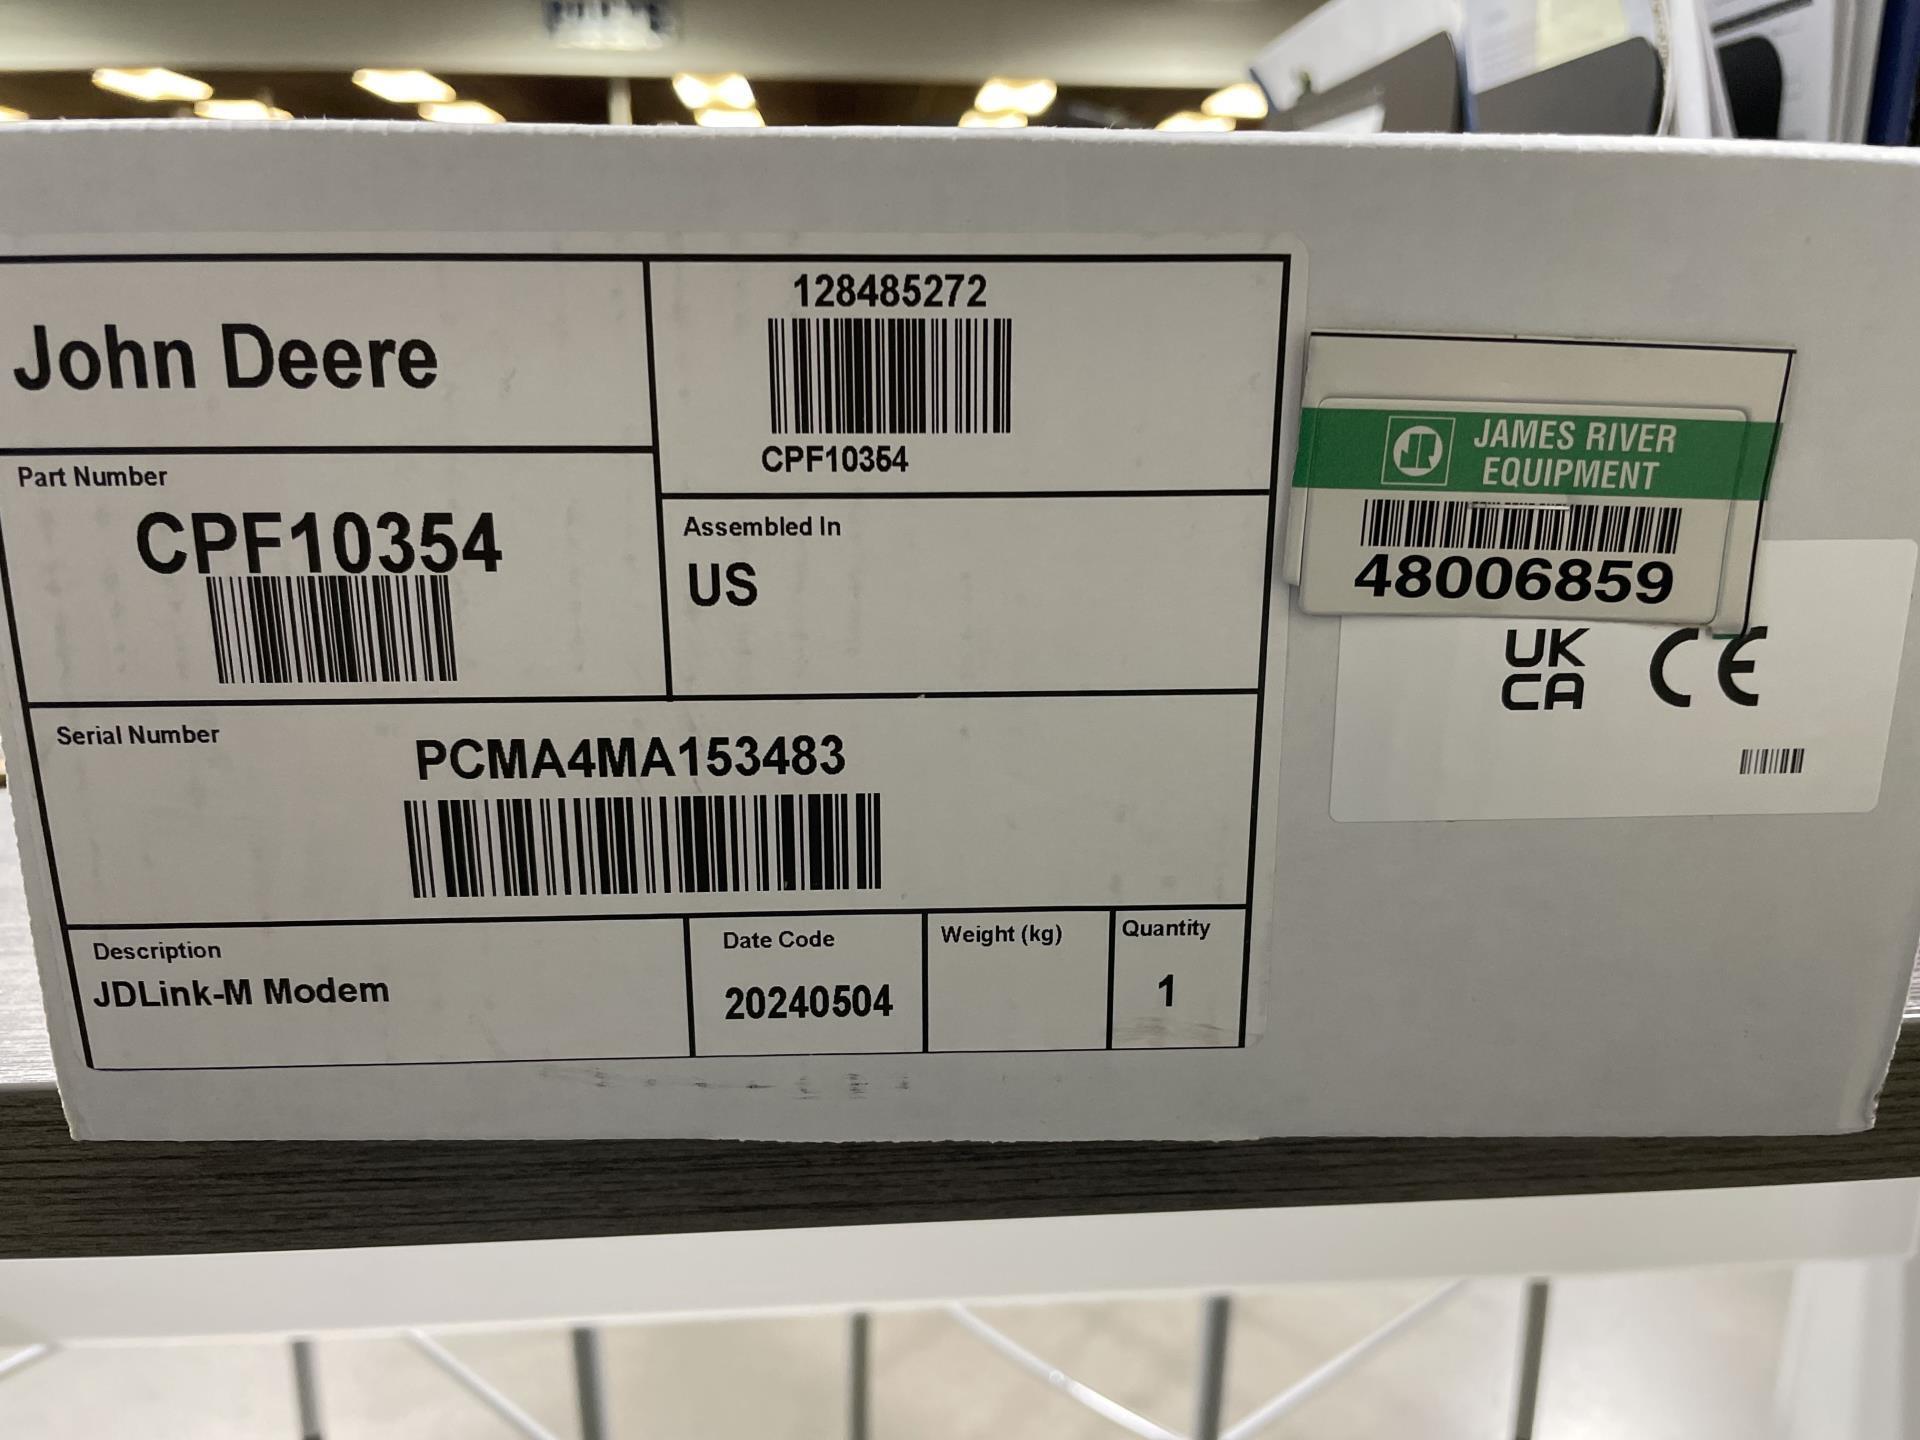 John Deere
128485272
CPF10354
Part Number
CPF10354
Assembled In
US
Serial Number
PCMA4MA153483
Description
JDLink-M Modem
Date Code
20240504
Weight (kg)
Quantity
1
JAMES RIVER
EQUIPMENT
48006859
UK
CA
CE